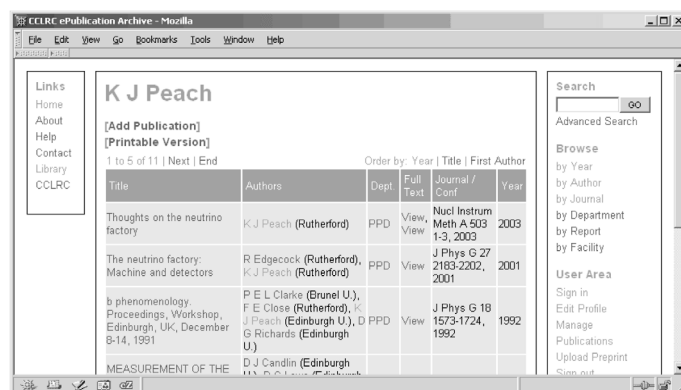 CCLRC ePublication Archive - Mozilla
File Edit View Go Bookmarks Tools Window Help
Links
Home
About
Help
Contact
Library
CCLRC
K J Peach
[Add Publication]
[Printable Version]
1 to 5 of 11 | Next | End
Order by: Year | Title | First Author
Title Authors Dept. Full Text Journal / Conf Year
Thoughts on the neutrino
factory
K J Peach (Rutherford)
PPD
View,
View
Nucl Instrum
Meth A 503
1-3, 2003
2003
The neutrino factory:
Machine and detectors
R Edgecock (Rutherford),
K J Peach (Rutherford)
PPD
View
J Phys G 27
2183-2202,
2001
2001
b phenomenology.
Proceedings, Workshop,
Edinburgh, UK, December
8-14, 1991
P E L Clarke (Brunel U.),
F E Close (Rutherford), K
J Peach (Edinburgh U.), D
G Richards (Edinburgh
U.)
PPD
View
J Phys G 18
1573-1724,
1992
1992
MEASUREMENT OF THE
D J Candlin (Edinburgh
Search
GO
Advanced Search
Browse
by Year
by Author
by Journal
by Department
by Report
by Facility
User Area
Sign in
Edit Profile
Manage
Publications
Upload Preprint
Sign out